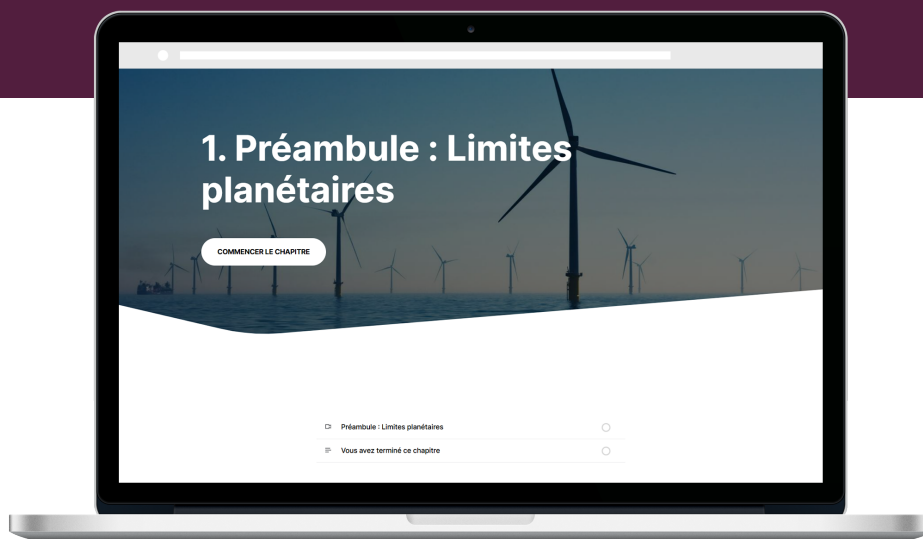 1. Préambule : Limites
planétaires
COMMENCER LE CHAPITRE
Préambule : Limites planétaires
Vous avez terminé ce chapitre